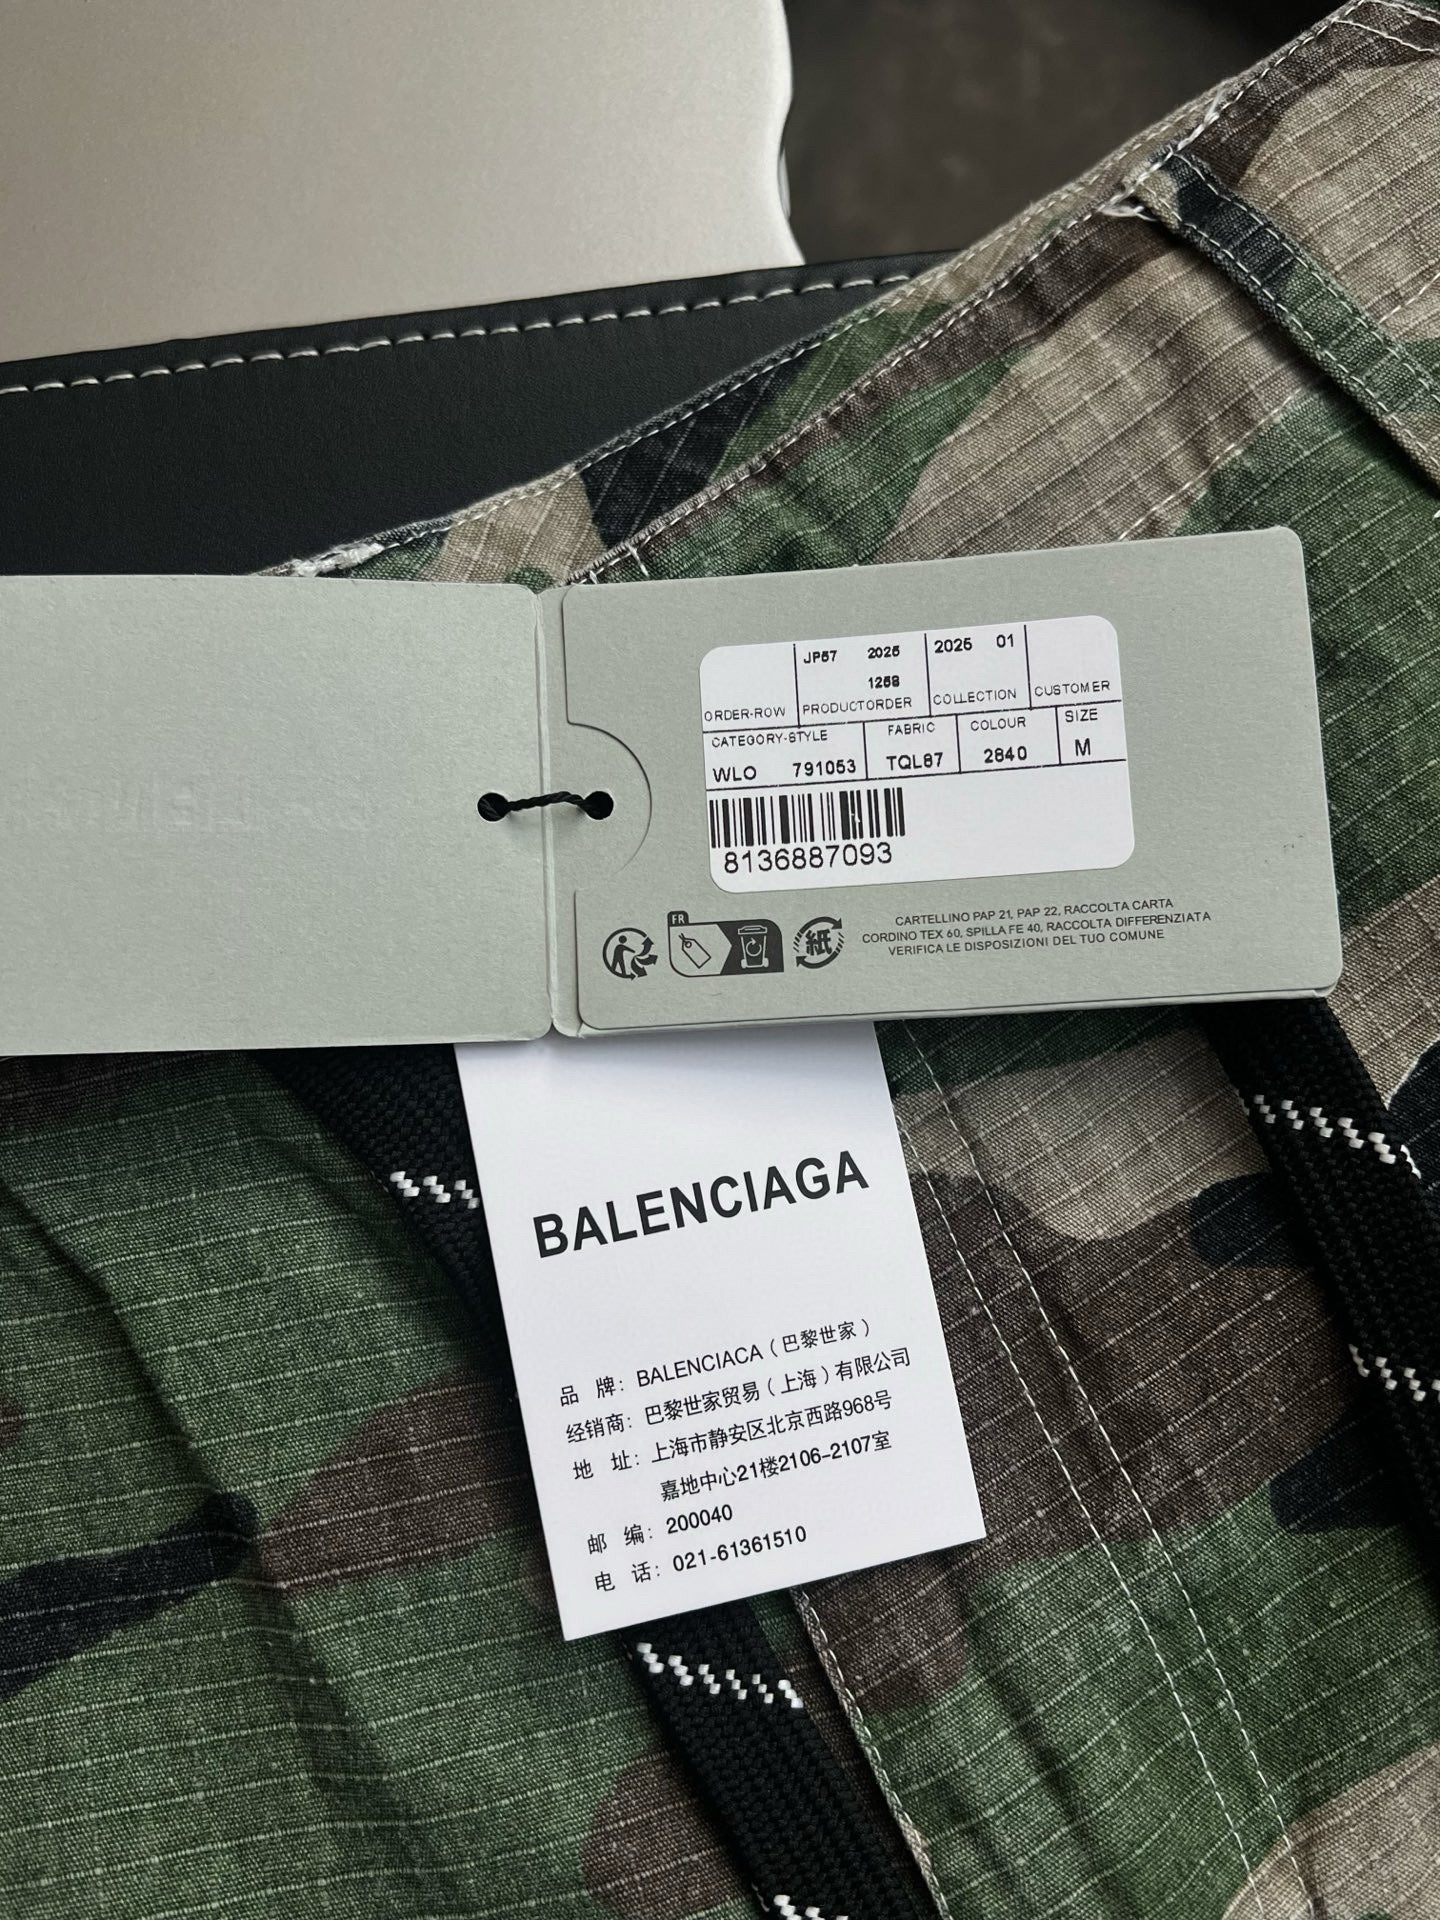 JP57 2025 2025 01
1258
ORDER-ROW PRODUCTORDER COLLECTION CUSTOMER
CATEGORY-STYLE FABRIC COLOUR SIZE
WLO 791053 TQL87 2840 M
8136887093
FR
紙
CARTELLINO PAP 21, PAP 22, RACCOLTA CARTA
CORDINO TEX 60, SPILLA FE 40, RACCOLTA DIFFERENZIATA
VERIFICA LE DISPOSIZIONI DEL TUO COMUNE
BALENCIAGA
品 牌：BALENCIACA（巴黎世家）
经销商：巴黎世家贸易（上海）有限公司
地 址：上海市静安区北京西路968号
嘉地中心21楼2106-2107室
邮 编：200040
电 话：021-61361510